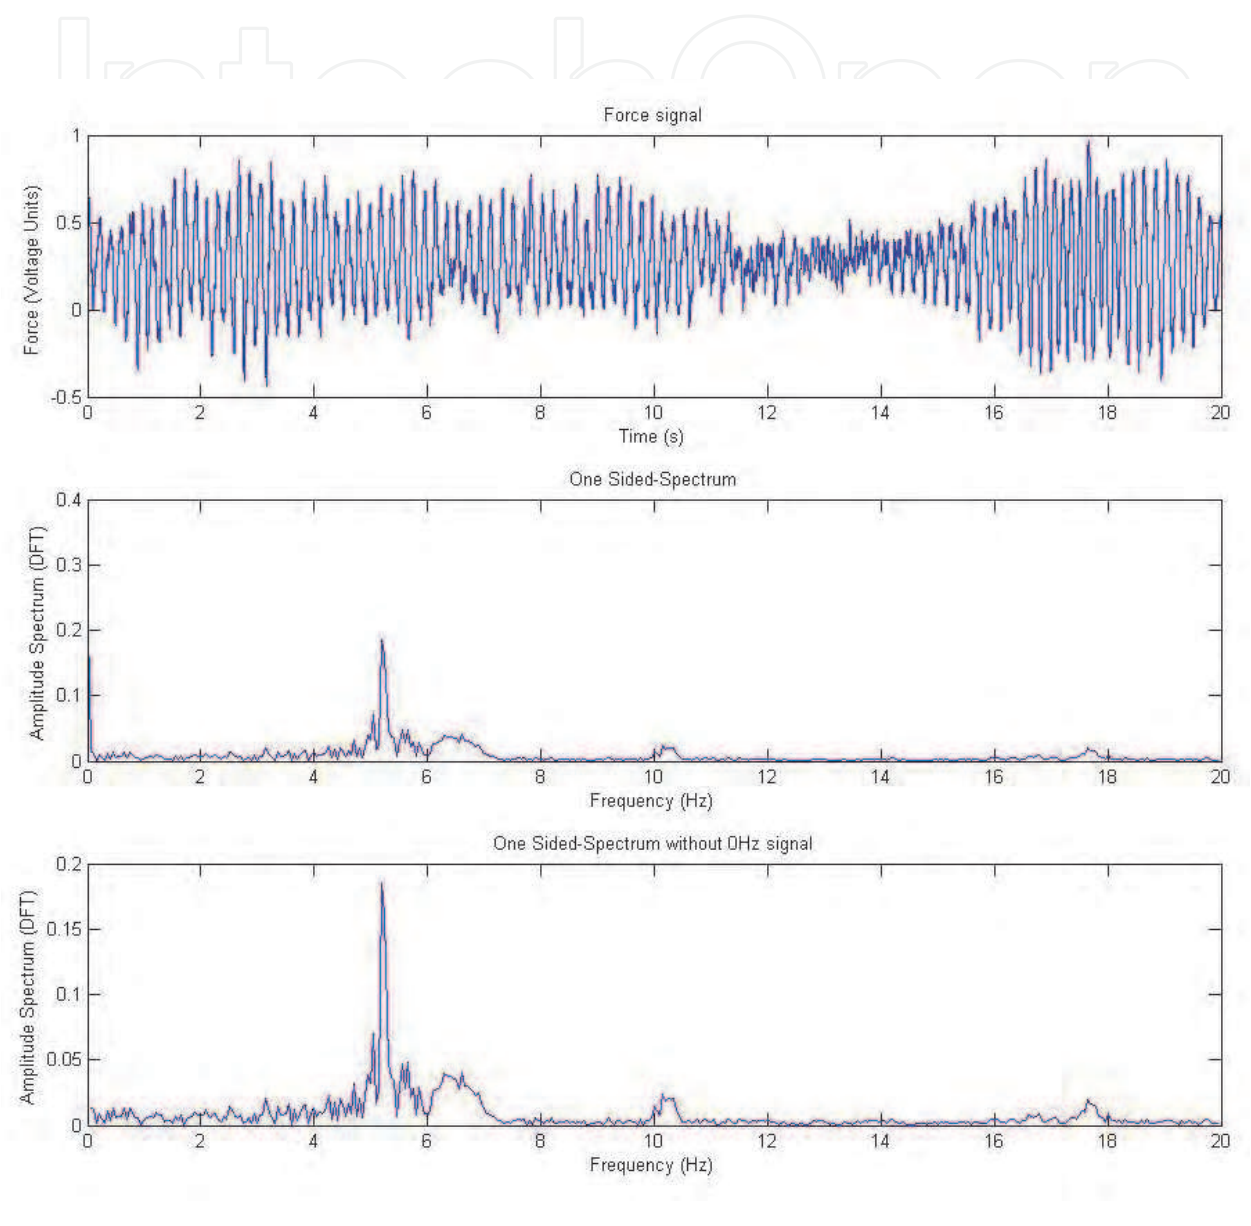 IntechOpen
Force signal
Force (Voltage Units)
1
0.5
0
-0.5
0 2 4 6 8 10 12 14 16 18 20
Time (s)
One Sided-Spectrum
Amplitude Spectrum (DFT)
0.4
0.3
0.2
0.1
0
0 2 4 6 8 10 12 14 16 18 20
Frequency (Hz)
One Sided-Spectrum without 0Hz signal
Amplitude Spectrum (DFT)
0.2
0.15
0.1
0.05
0
0 2 4 6 8 10 12 14 16 18 20
Frequency (Hz)